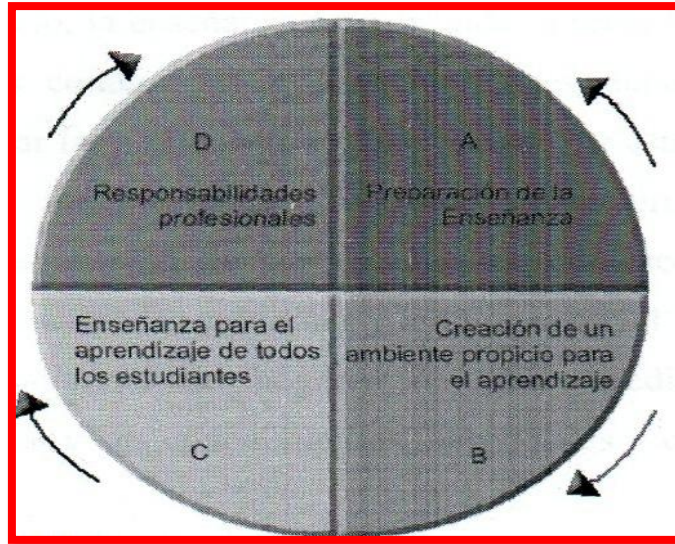 D
Responsabilidades
profesionales
A
Preparación de la
Enseñanza
Enseñanza para el
aprendizaje de todos
los estudiantes
C
Creación de un
ambiente propicio para
el aprendizaje
B